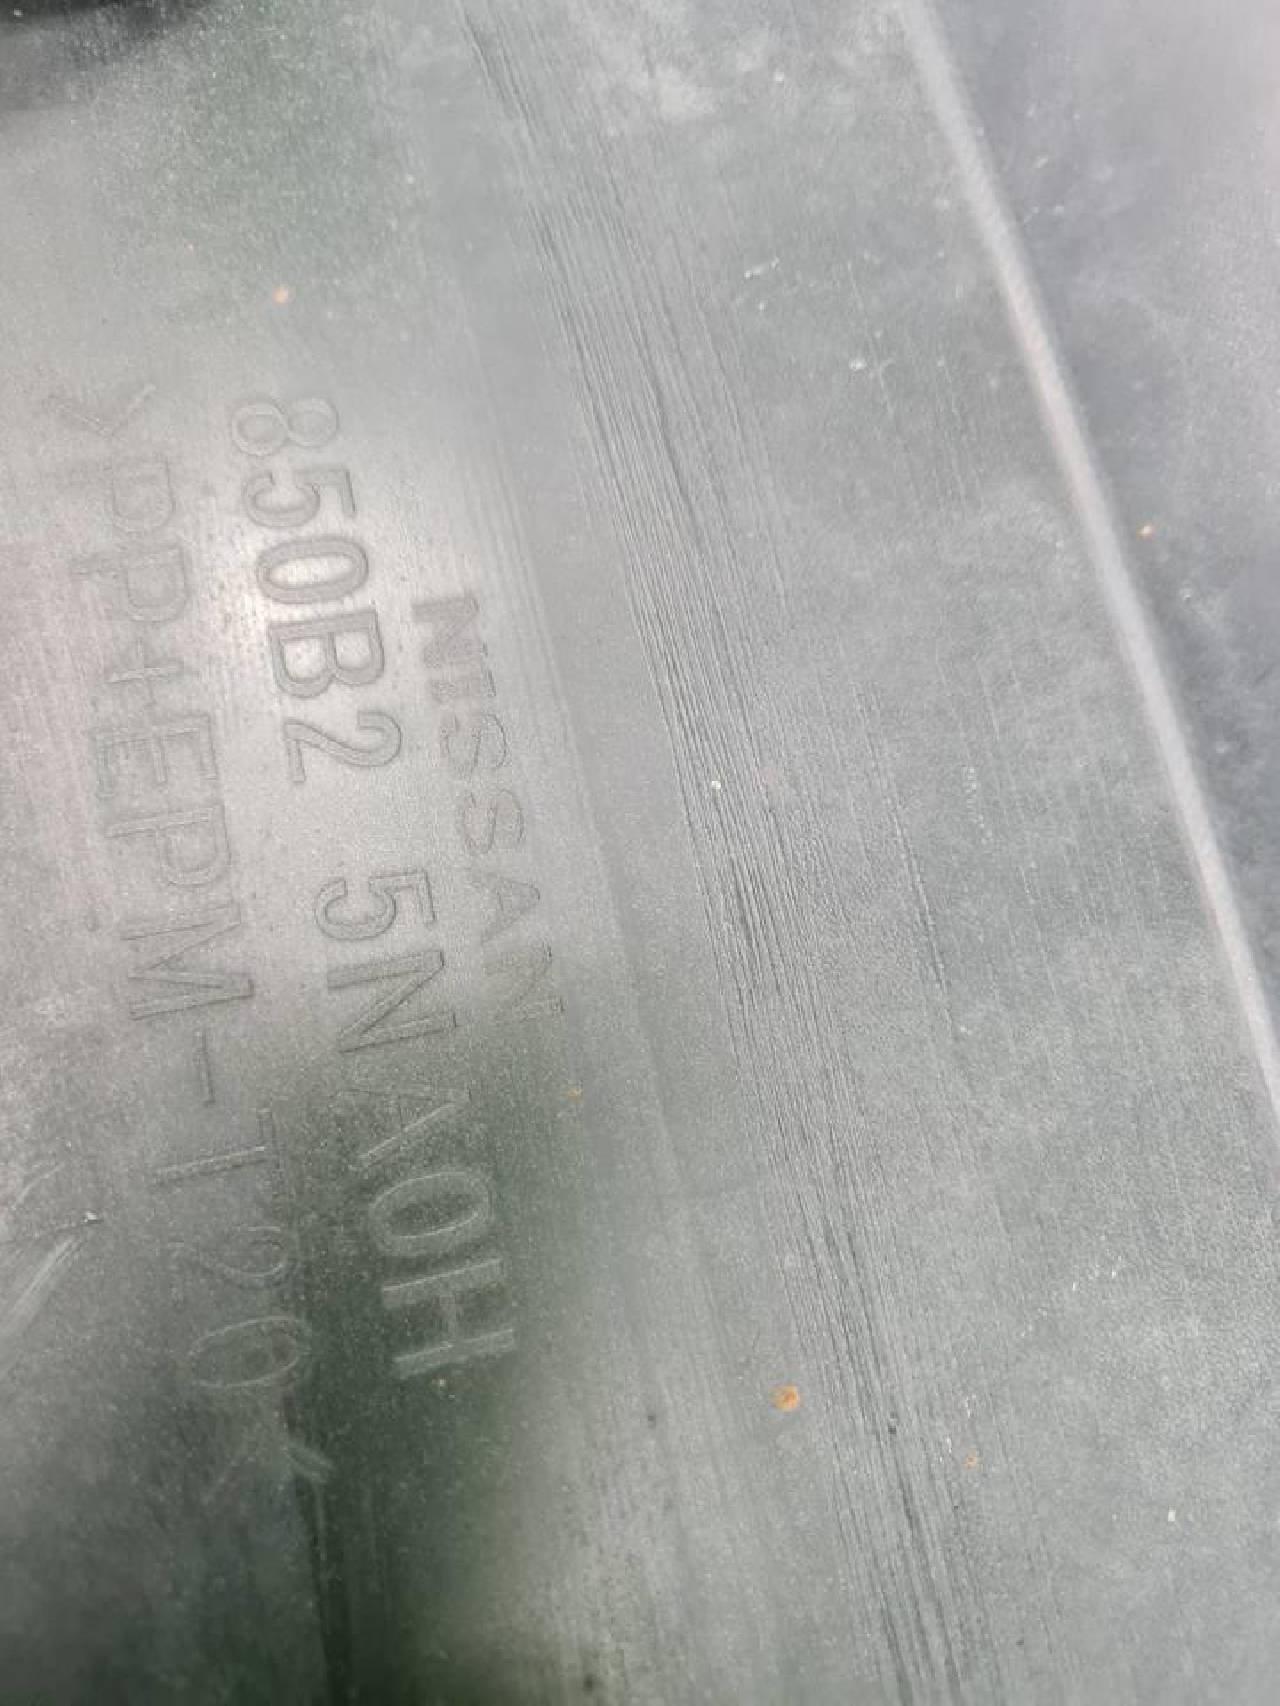 NISSAN
850B2 5NA0H
>PP+EPM-T20<